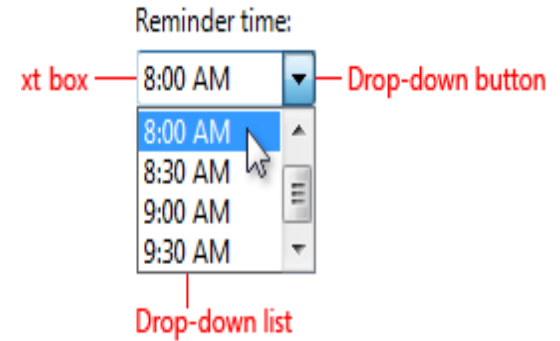 Reminder time:
xt box 8:00 AM Drop-down button
8:00 AM
8:30 AM
9:00 AM
9:30 AM
Drop-down list